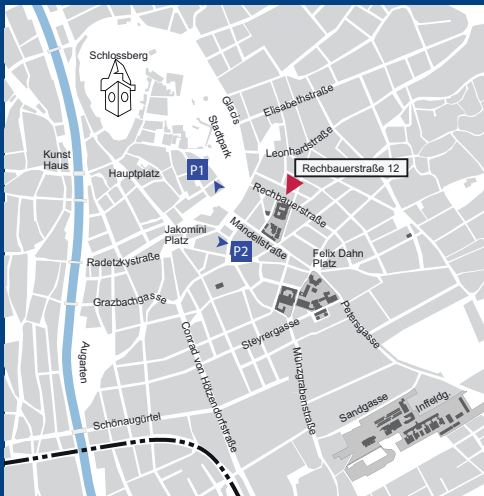 Schlossberg
Glacis
Elisabethstraße
Stadtpark
Leonhardstraße
Kunst
Haus
Rechbauerstraße 12
P1
Hauptplatz
Rechbauerstraße
Jakomini
Platz
Mandellstraße
P2
Felix Dahn
Platz
Radetzkystraße
Grazbachgasse
Petersgasse
Steyrergasse
Conrad von Hötzendorfstraße
Münzgrabenstraße
Augarten
Sandgasse
Inffeldg.
Schönaugürtel